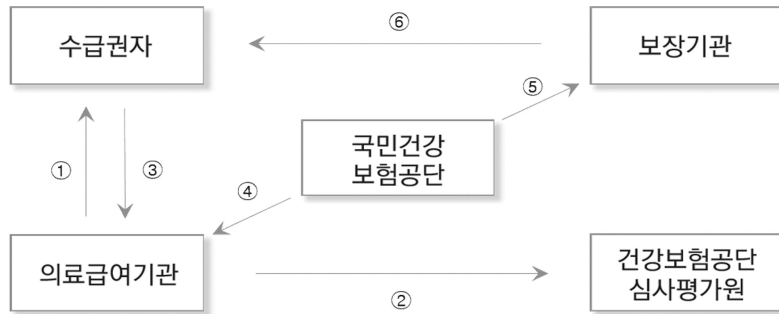 수급권자
⑥
보장기관
⑤
국민건강
보험공단
①
③
④
의료급여기관
②
건강보험공단
심사평가원